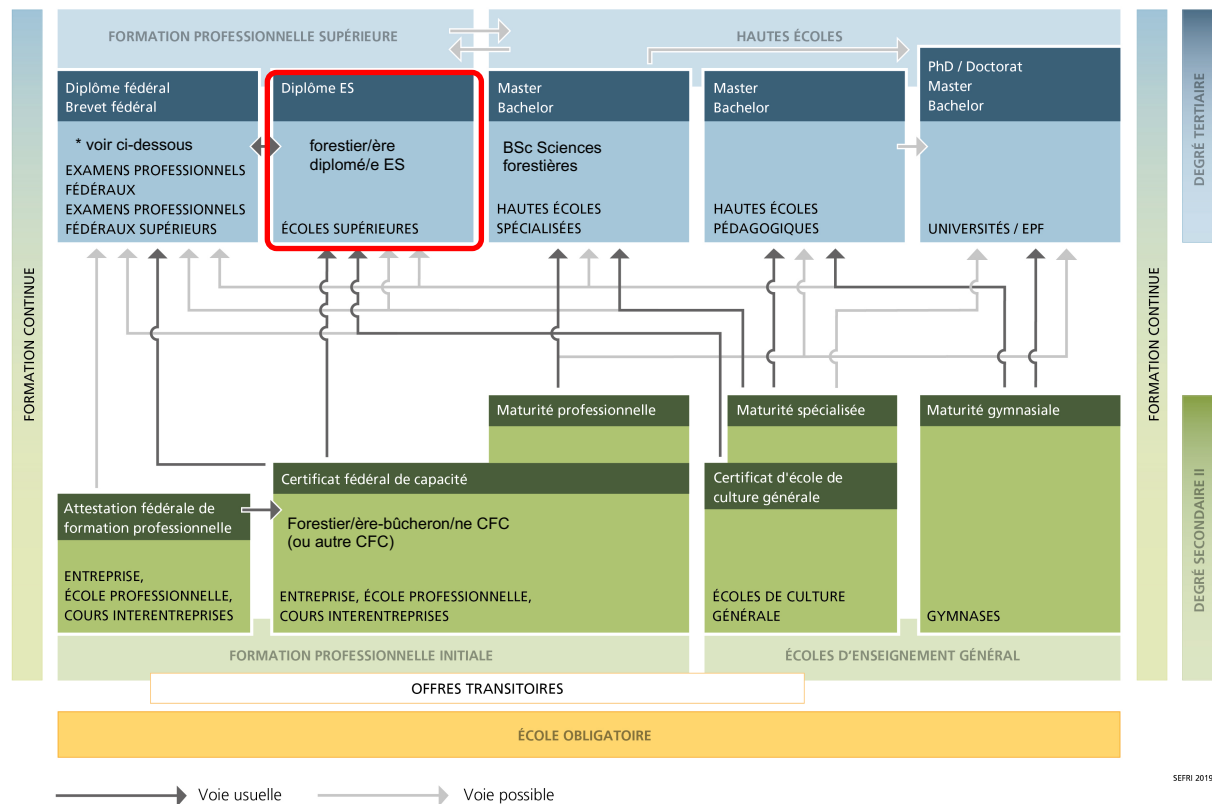 FORMATION PROFESSIONNELLE SUPÉRIEURE
HAUTES ÉCOLES
Diplôme fédéral
Brevet fédéral
* voir ci-dessous
EXAMENS PROFESSIONNELS
FÉDÉRAUX
EXAMENS PROFESSIONNELS
FÉDÉRAUX SUPÉRIEURS
Diplôme ES
forestier/ère
diplomé/e ES
ÉCOLES SUPÉRIEURES
Master
Bachelor
BSc Sciences
forestières
HAUTES ÉCOLES
SPÉCIALISÉES
Master
Bachelor
HAUTES ÉCOLES
PÉDAGOGIQUES
PhD / Doctorat
Master
Bachelor
UNIVERSITÉS / EPF
DEGRÉ TERTIAIRE
FORMATION CONTINUE
FORMATION CONTINUE
Maturité professionnelle
Maturité spécialisée
Maturité gymnasiale
Certificat fédéral de capacité
Certificat d'école de
culture générale
Attestation fédérale de
formation professionnelle
Forestier/ère-bûcheron/ne CFC
(ou autre CFC)
ENTREPRISE,
ÉCOLE PROFESSIONNELLE,
COURS INTERENTREPRISES
ENTREPRISE, ÉCOLE PROFESSIONNELLE,
COURS INTERENTREPRISES
ÉCOLES DE CULTURE
GÉNÉRALE
GYMNASES
DEGRÉ SECONDAIRE II
FORMATION PROFESSIONNELLE INITIALE
ÉCOLES D'ENSEIGNEMENT GÉNÉRAL
OFFRES TRANSITOIRES
ÉCOLE OBLIGATOIRE
SEFRI 2019
Voie usuelle
Voie possible